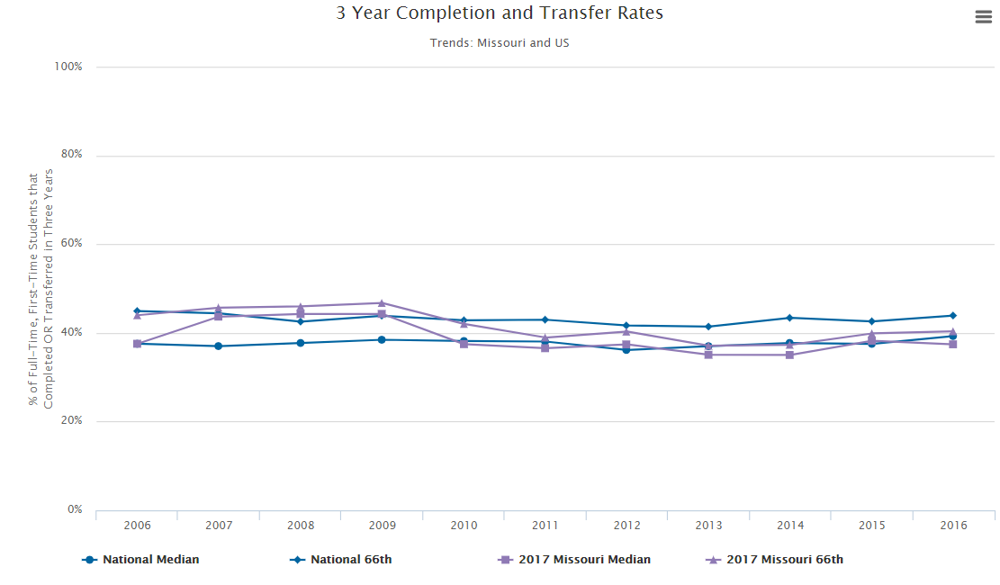 3 Year Completion and Transfer Rates
Trends: Missouri and US
% of Full-Time, First-Time Students that
Completed OR Transferred in Three Years
100%
80%
60%
40%
20%
0%
2006 2007 2008 2009 2010 2011 2012 2013 2014 2015 2016
National Median National 66th 2017 Missouri Median 2017 Missouri 66th